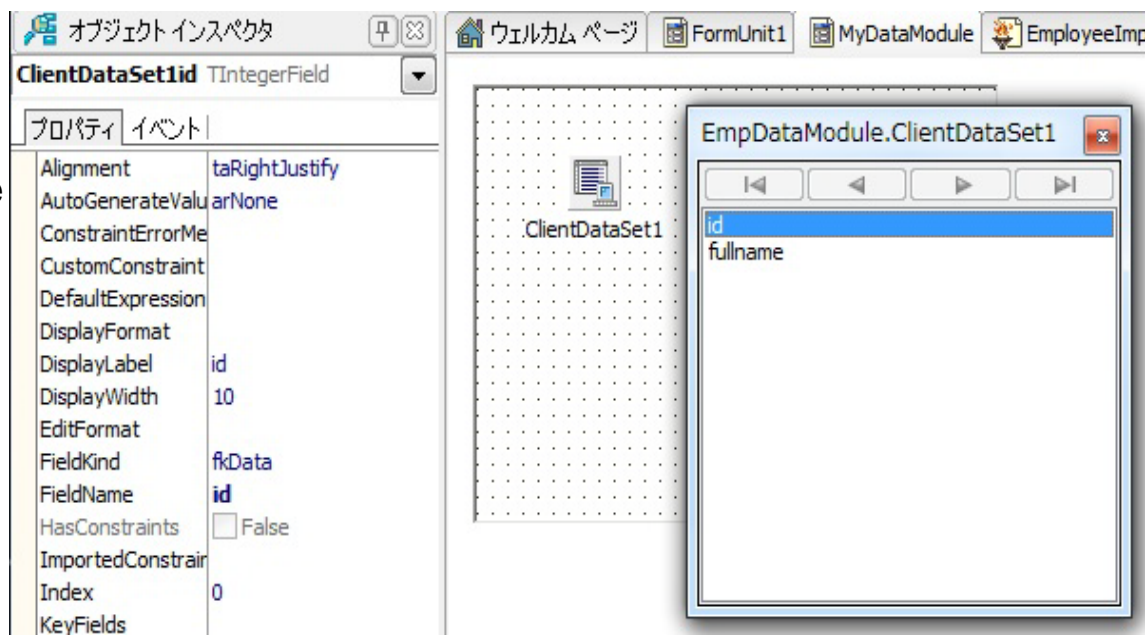 オブジェクト インスペクタ
ClientDataSet1id TIntegerField
プロパティ イベント
Alignment taRightJustify
AutoGenerateValu arNone
ConstraintErrorMe
CustomConstraint
DefaultExpression
DisplayFormat
DisplayLabel id
DisplayWidth 10
EditFormat
FieldKind fkData
FieldName id
HasConstraints False
ImportedConstrair
Index 0
KeyFields
ウェルカム ページ FormUnit1 MyDataModule EmployeeImp
ClientDataSet1
EmpDataModule.ClientDataSet1
id
fullname